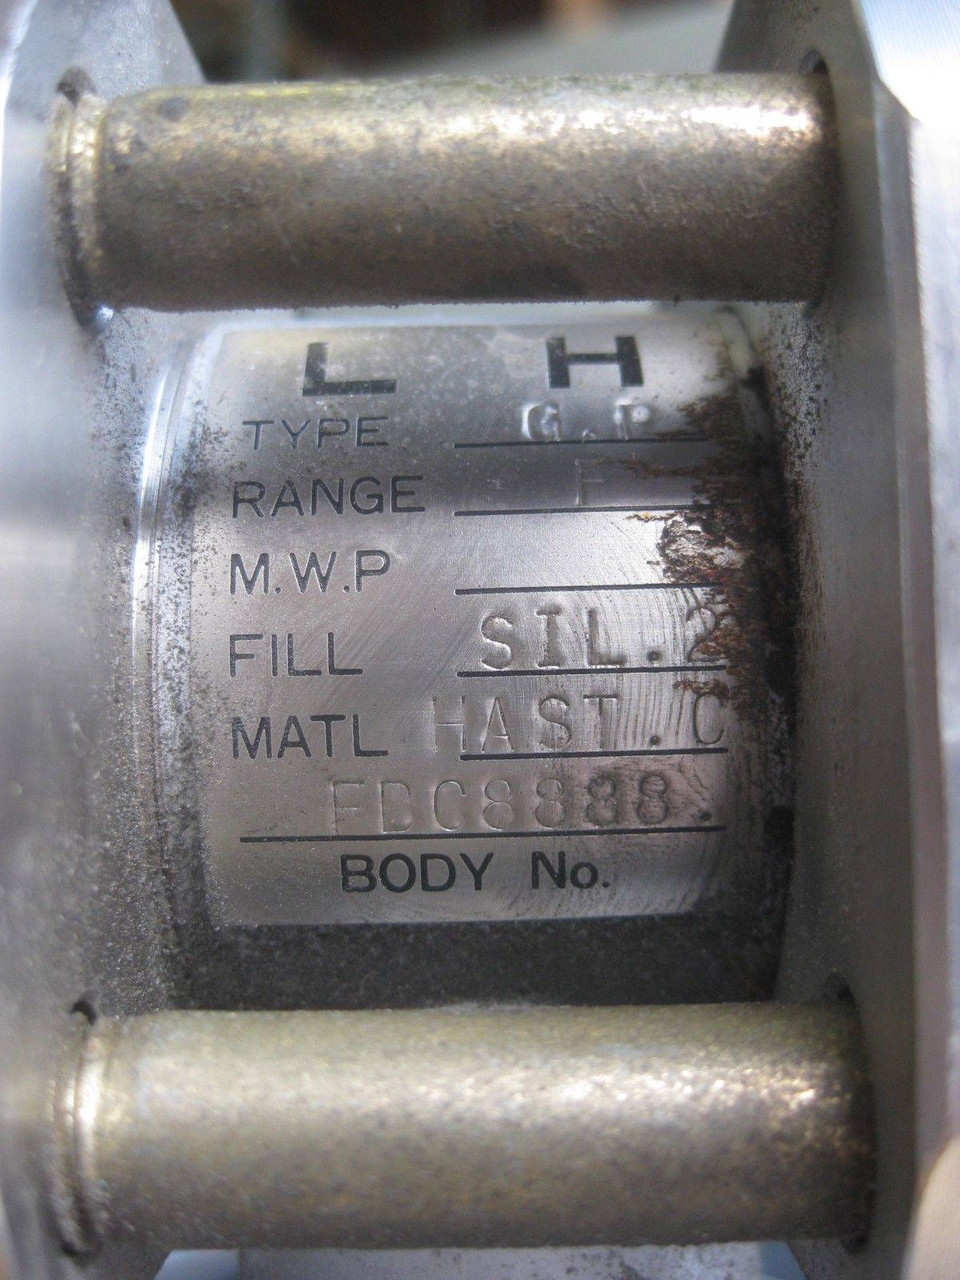 L H
TYPE G.P
RANGE F
M.W.P
FILL SIL.2
MATL HAST.C
FDC8888.
BODY No.